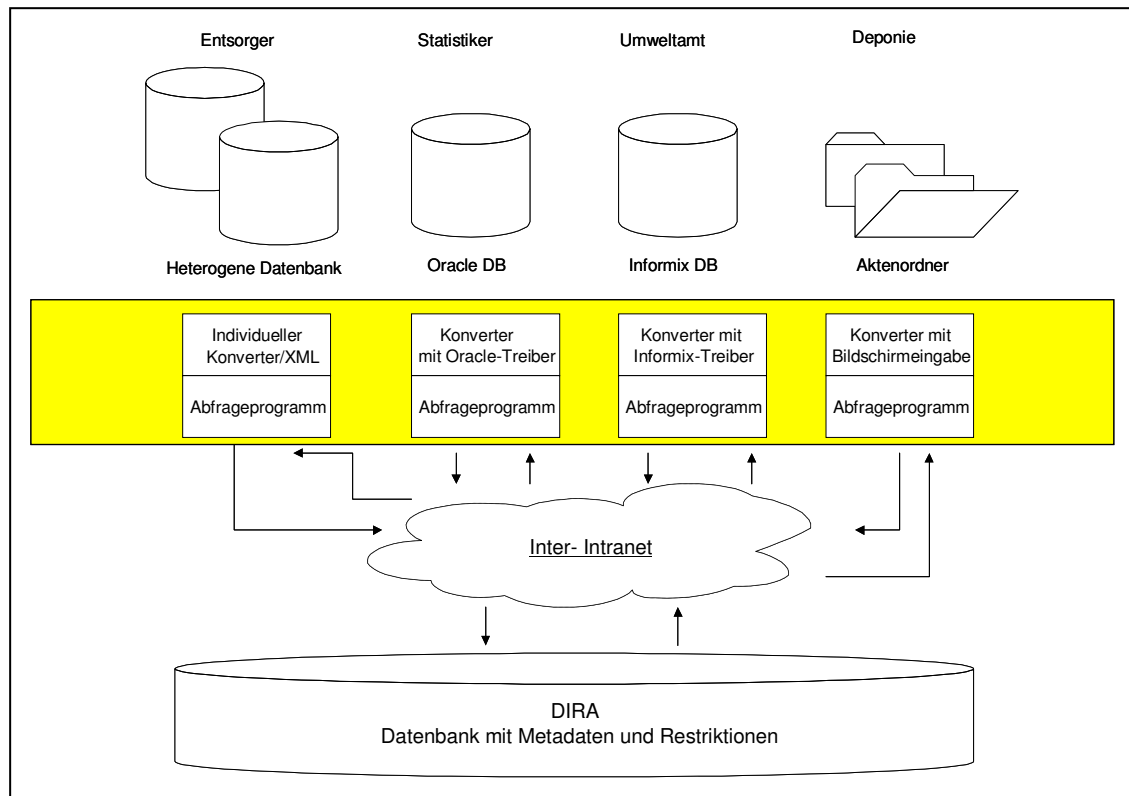 Entsorger
Statistiker
Umweltamt
Deponie
Heterogene Datenbank
Oracle DB
Informix DB
Aktenordner
Individueller
Konverter/XML
Abfrageprogramm
Konverter
mit Oracle-Treiber
Abfrageprogramm
Konverter mit
Informix-Treiber
Abfrageprogramm
Konverter mit
Bildschirmeingabe
Abfrageprogramm
Inter- Intranet
DIRA
Datenbank mit Metadaten und Restriktionen